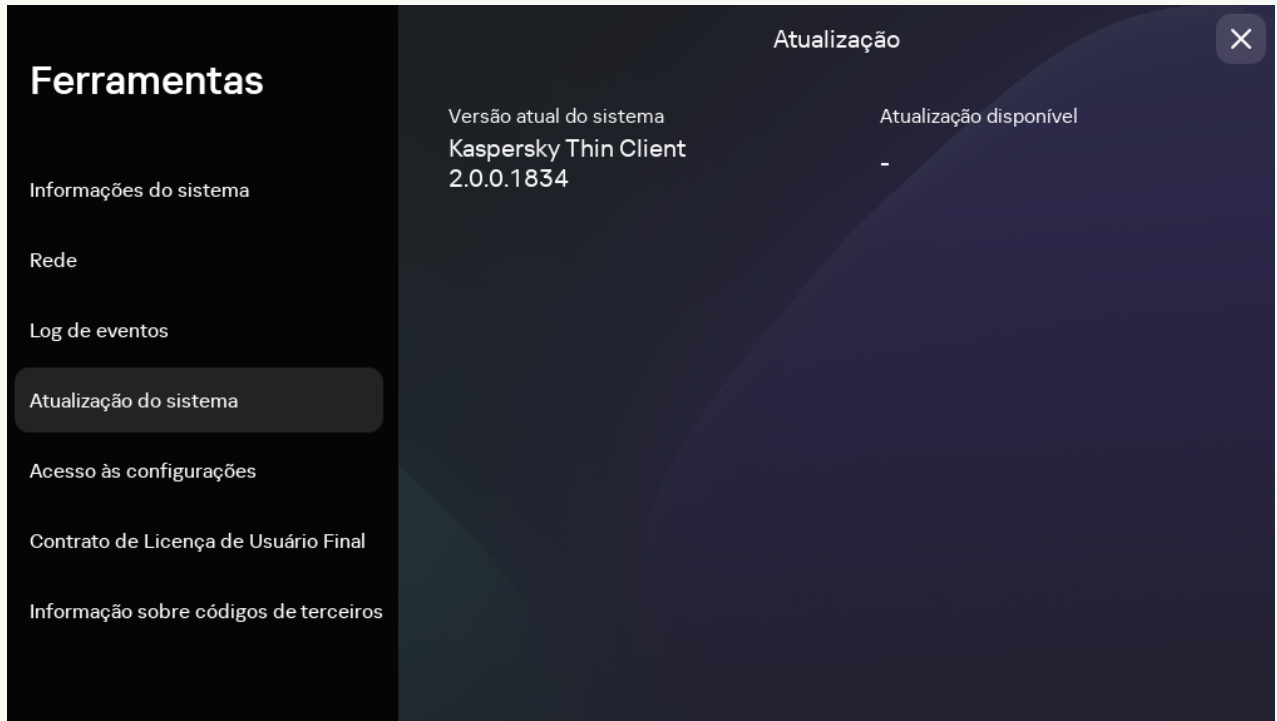 Ferramentas
Informações do sistema
Rede
Log de eventos
Atualização do sistema
Acesso às configurações
Contrato de Licença de Usuário Final
Informação sobre códigos de terceiros
Atualização
Versão atual do sistema
Kaspersky Thin Client
2.0.0.1834
Atualização disponível
-